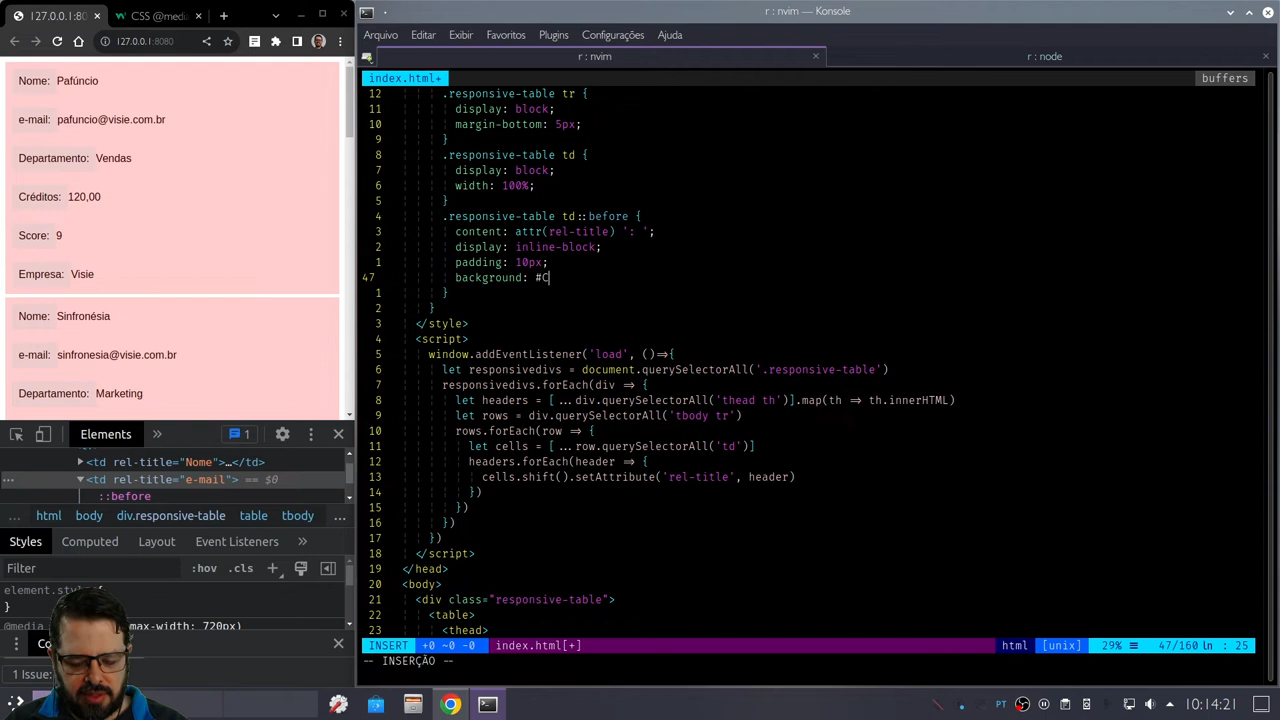 127.0.0.1:80
CSS @media
127.0.0.1:8080
Nome: Pafúncio
e-mail: pafuncio@visie.com.br
Departamento: Vendas
Créditos: 120,00
Score: 9
Empresa: Visie
Nome: Sinfronésia
e-mail: sinfronesia@visie.com.br
Departamento: Marketing
Elements
1
<td rel-title="Nome">…</td>
<td rel-title="e-mail"> == $0
::before
… html body div.responsive-table table tbody …
Styles Computed Layout Event Listeners
Filter
:hov .cls
element.style{
}
@media
max-width: 720px)
Co
1 Issue:
r : nvim — Konsole
Arquivo Editar Exibir Favoritos Plugins Configurações Ajuda
r : nvim
r : node
index.html+ buffers
12 .responsive-table tr {
11 display: block;
10 margin-bottom: 5px;
9 }
8 .responsive-table td {
7 display: block;
6 width: 100%;
5 }
4 .responsive-table td::before {
3 content: attr(rel-title) ': ';
2 display: inline-block;
1 padding: 10px;
47 background: #C
1 }
2 }
3 </style>
4 <script>
5 window.addEventListener('load', ()=>{
6 let responsivedivs = document.querySelectorAll('.responsive-table')
7 responsivedivs.forEach(div => {
8 let headers = [...div.querySelectorAll('thead th')].map(th => th.innerHTML)
9 let rows = div.querySelectorAll('tbody tr')
10 rows.forEach(row => {
11 let cells = [...row.querySelectorAll('td')]
12 headers.forEach(header => {
13 cells.shift().setAttribute('rel-title', header)
14 })
15 })
16 })
17 })
18 </script>
19 </head>
20 <body>
21 <div class="responsive-table">
22 <table>
23 <thead>
INSERT +0 ~0 -0 index.html[+] html [unix] 29% ≡ 47/160 ln : 25
-- INSERÇÃO --
PT
10:14:21